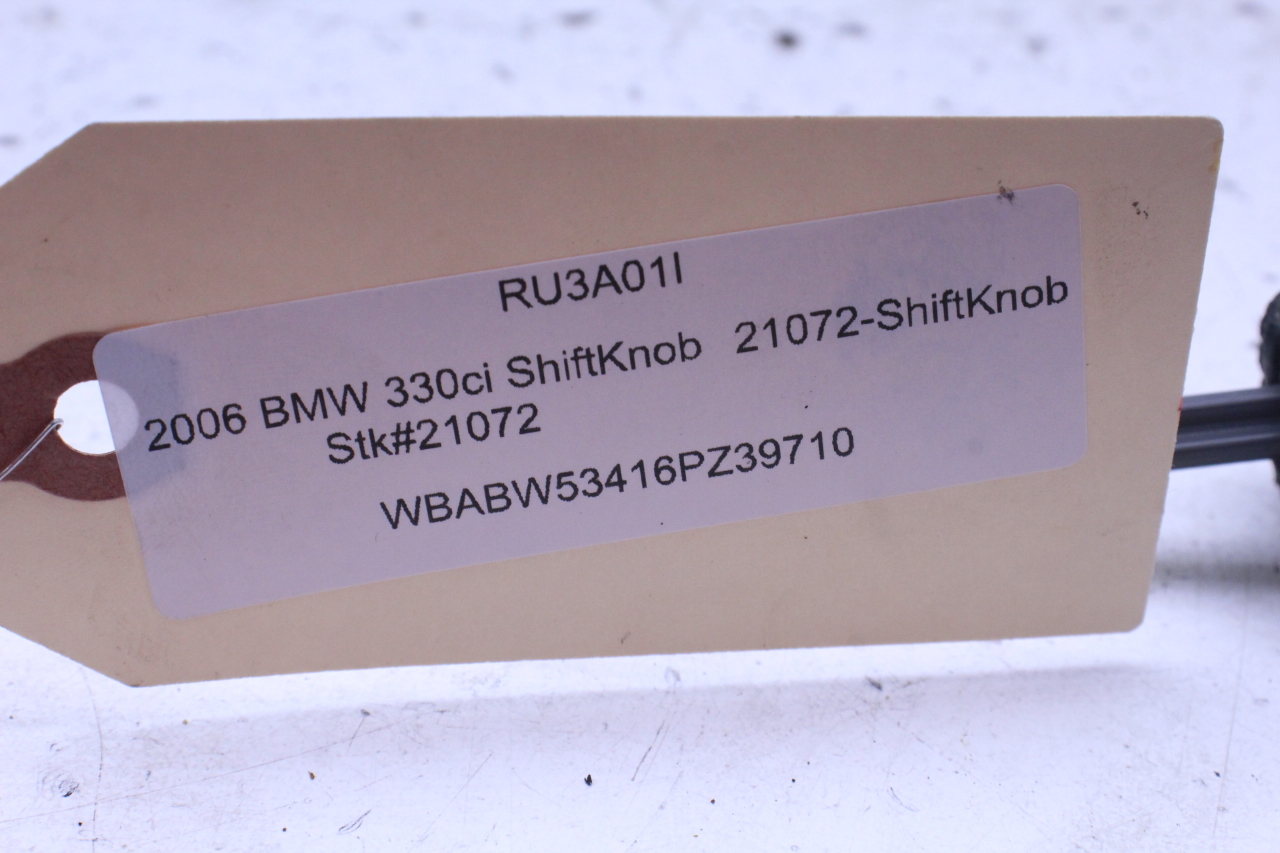 RU3A01I
2006 BMW 330ci ShiftKnob 21072-ShiftKnob
Stk#21072
WBABW53416PZ39710